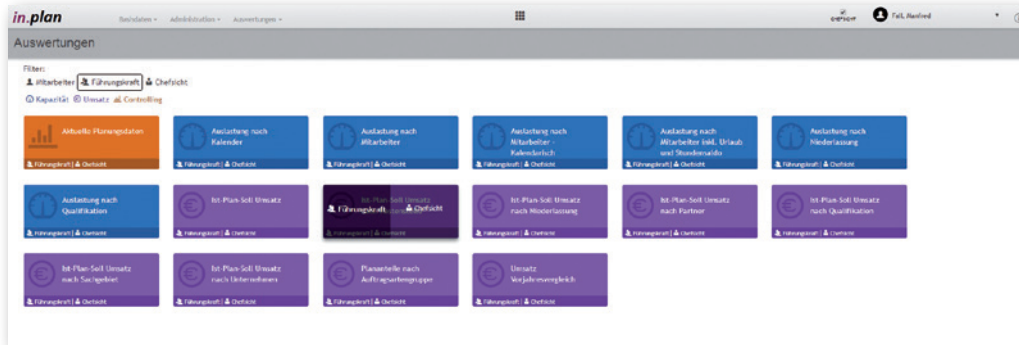 in.plan
Basisdaten Administration Auswertungen
CHEFSICHT
Fall, Manfred
Auswertungen
Filter:
Mitarbeiter Führungskraft Chefsicht
Kapazität Umsatz Controlling
Aktuelle Planungsdaten
Führungskraft | Chefsicht
Auslastung nach
Kalender
Führungskraft | Chefsicht
Auslastung nach
Mitarbeiter
Führungskraft | Chefsicht
Auslastung nach
Mitarbeiter -
Kalendarisch
Führungskraft | Chefsicht
Auslastung nach
Mitarbeiter inkl. Urlaub
und Stundensaldo
Führungskraft | Chefsicht
Auslastung nach
Niederlassung
Führungskraft | Chefsicht
Auslastung nach
Qualifikation
Führungskraft | Chefsicht
Ist-Plan-Soll Umsatz
Führungskraft | Chefsicht
Ist-Plan-Soll Umsatz
Führungskraft Chefsicht
Führungskraft | Chefsicht
Ist-Plan-Soll Umsatz
nach Niederlassung
Führungskraft | Chefsicht
Ist-Plan-Soll Umsatz
nach Partner
Führungskraft | Chefsicht
Ist-Plan-Soll Umsatz
nach Qualifikation
Führungskraft | Chefsicht
Ist-Plan-Soll Umsatz
nach Sachgebiet
Führungskraft | Chefsicht
Ist-Plan-Soll Umsatz
nach Unternehmen
Führungskraft | Chefsicht
Plananteile nach
Auftragsartengruppe
Führungskraft | Chefsicht
Umsatz
Vorjahresvergleich
Führungskraft | Chefsicht